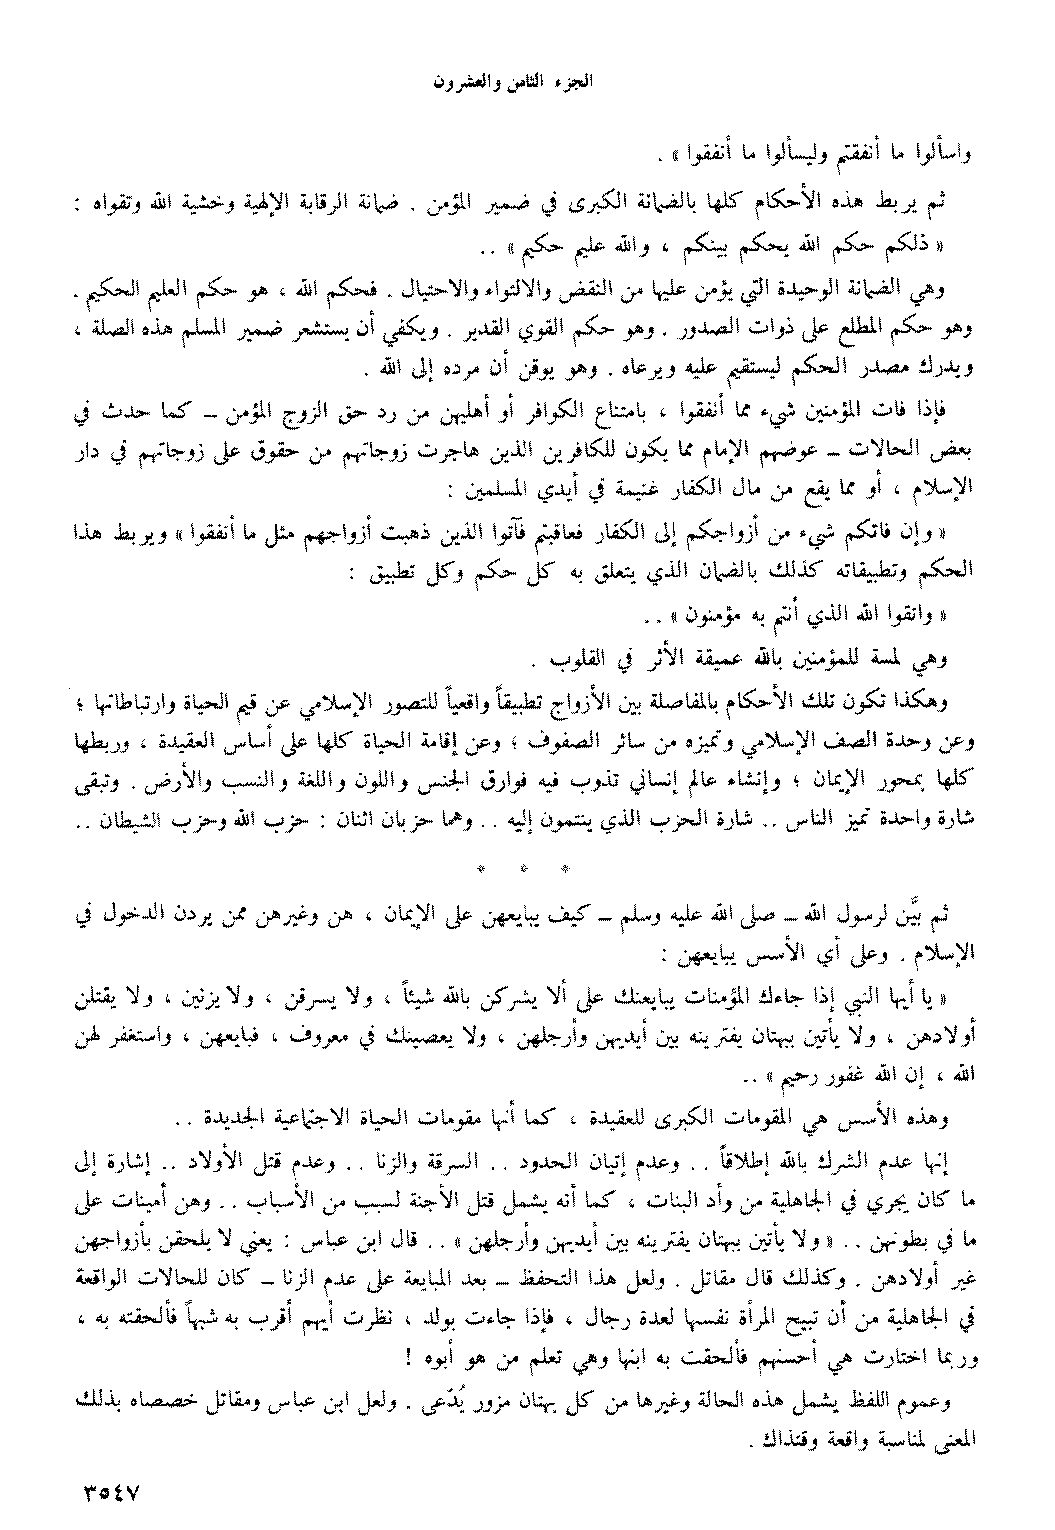 الجزء الثامن والعشرون
واسألوا ما أنفقتم وليسألوا ما أنفقوا » .
ثم يربط هذه الأحكام كلها بالضمانة الكبرى في ضمير المؤمن . ضمانة الرقابة الإلهية وخشية الله وتقواه :
« ذلكم حكم الله يحكم بينكم ، والله عليم حكيم » ..
وهي الضمانة الوحيدة التي يؤمن عليها من النقض والالتواء والاحتيال . فحكم الله ، هو حكم العليم الحكيم .
وهو حكم المطلع على ذوات الصدور . وهو حكم القوي القدير . ويكفي أن يستشعر ضمير المسلم هذه الصلة ،
ويدرك مصدر الحكم ليستقيم عليه ويرعاه . وهو يوقن أن مرده إلى الله .
فإذا فات المؤمنين شيء مما أنفقوا ، بامتناع الكوافر أو أهليهن من رد حق الزوج المؤمن – كما حدث في
بعض الحالات – عوضهم الإمام مما يكون للكافرين الذين هاجرت زوجاتهم من حقوق على زوجاتهم في دار
الإسلام ، أو مما يقع من مال الكفار غنيمة في أيدي المسلمين :
« وإن فاتكم شيء من أزواجكم إلى الكفار فعاقبتم فآتوا الذين ذهبت أزواجهم مثل ما أنفقوا » ويربط هذا
الحكم وتطبيقاته كذلك بالضمان الذي يتعلق به كل حكم وكل تطبيق :
« واتقوا الله الذي أنتم به مؤمنون » ..
وهي لمسة للمؤمنين بالله عميقة الأثر في القلوب .
وهكذا تكون تلك الأحكام بالمفاصلة بين الأزواج تطبيقاً واقعياً للتصور الإسلامي عن قيم الحياة وارتباطاتها ؛
وعن وحدة الصف الإسلامي وتميزه من سائر الصفوف ؛ وعن إقامة الحياة كلها على أساس العقيدة ، وربطها
كلها بمحور الإيمان ؛ وإنشاء عالم إنساني تذوب فيه فوارق الجنس واللون واللغة والنسب والأرض . وتبقى
شارة واحدة تميز الناس .. شارة الحزب الذي ينتمون إليه .. وهما حزبان اثنان : حزب الله وحزب الشيطان ..
* * *
ثم بيَّن لرسول الله – صلى الله عليه وسلم – كيف يبايعهن على الإيمان ، هن وغيرهن ممن يردن الدخول في
الإسلام . وعلى أي الأسس يبايعهن :
« يا أيها النبي إذا جاءك المؤمنات يبايعنك على ألا يشركن بالله شيئاً ، ولا يسرقن ، ولا يزنين ، ولا يقتلن
أولادهن ، ولا يأتين ببهتان يفترينه بين أيديهن وأرجلهن ، ولا يعصينك في معروف ، فبايعهن ، واستغفر لهن
الله ، إن الله غفور رحيم » ..
وهذه الأسس هي المقومات الكبرى للعقيدة ، كما أنها مقومات الحياة الاجتماعية الجديدة ..
إنها عدم الشرك بالله إطلاقاً .. وعدم إتيان الحدود .. السرقة والزنا .. وعدم قتل الأولاد .. إشارة إلى
ما كان يجري في الجاهلية من وأد البنات ، كما أنه يشمل قتل الأجنة لسبب من الأسباب .. وهن أمينات على
ما في بطونهن .. « ولا يأتين ببهتان يفترينه بين أيديهن وأرجلهن » .. قال ابن عباس : يعني لا يلحقن بأزواجهن
غير أولادهن . وكذلك قال مقاتل . ولعل هذا التحفظ – بعد المبايعة على عدم الزنا – كان للحالات الواقعة
في الجاهلية من أن تبيح المرأة نفسها لعدة رجال ، فإذا جاءت بولد ، نظرت أيهم أقرب به شبهاً فألحقته به ،
وربما اختارت هي أحسنهم فألحقت به ابنها وهي تعلم من هو أبوه !
وعموم اللفظ يشمل هذه الحالة وغيرها من كل بهتان مزور يُدّعى . ولعل ابن عباس ومقاتل خصصاه بذلك
المعنى لمناسبة واقعة وقتذاك .
٣٥٤٧